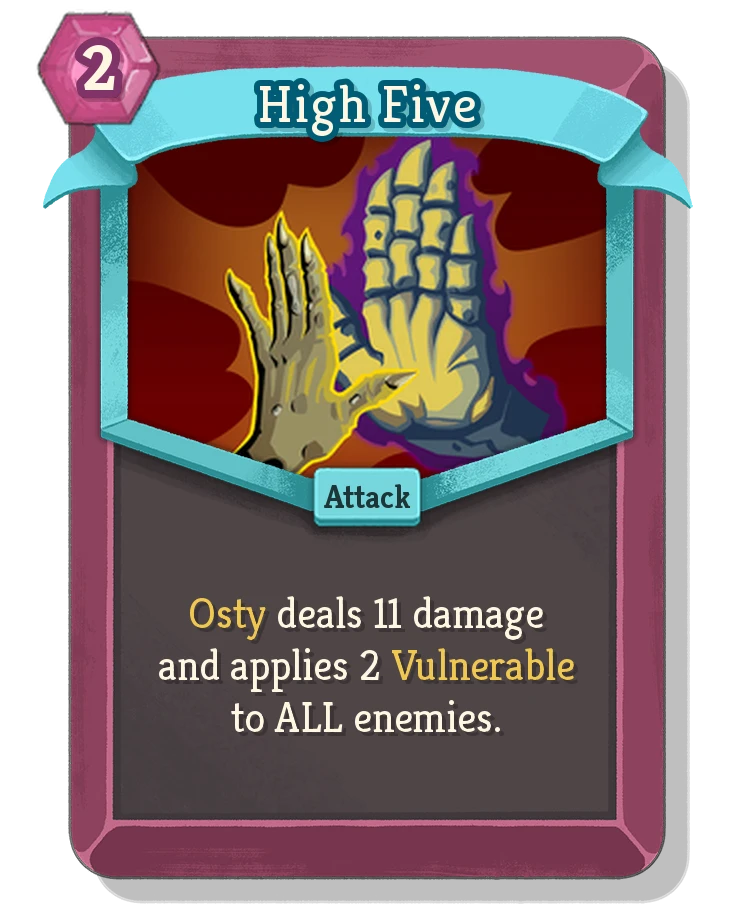 2
High Five
Attack
Osty deals 11 damage
and applies 2 Vulnerable
to ALL enemies.